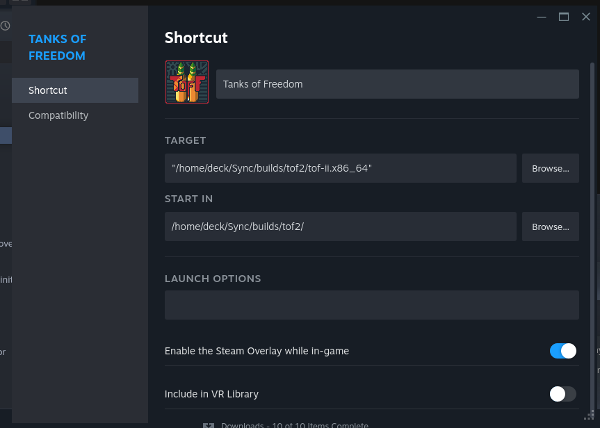 TANKS OF
FREEDOM
Shortcut
Compatibility
Shortcut
Tanks of Freedom
TARGET
"/home/deck/Sync/builds/tof2/tof-ii.x86_64"
Browse...
START IN
/home/deck/Sync/builds/tof2/
Browse...
LAUNCH OPTIONS
Enable the Steam Overlay while in-game
Include in VR Library
Downloads - 10 of 10 Items Complete